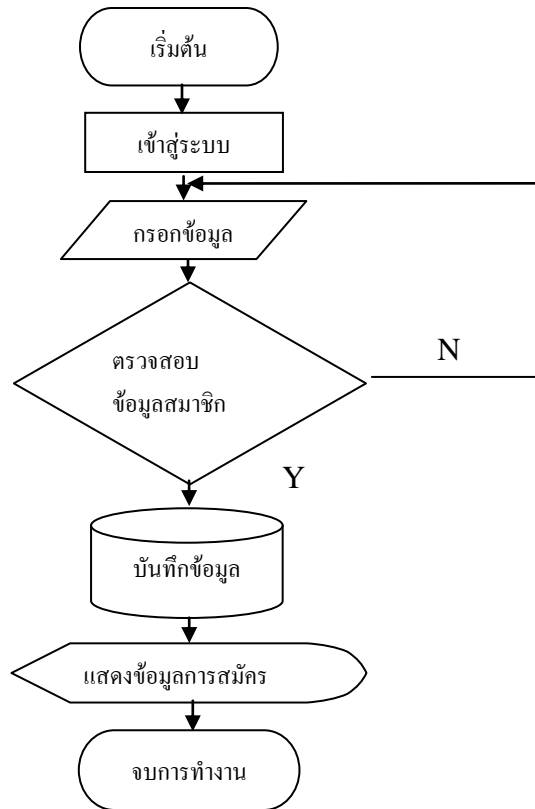 เริ่มต้น
เข้าสู่ระบบ
กรอกข้อมูล
ตรวจสอบ
ข้อมูลสมาชิก
N
Y
บันทึกข้อมูล
แสดงข้อมูลการสมัคร
จบการทำงาน